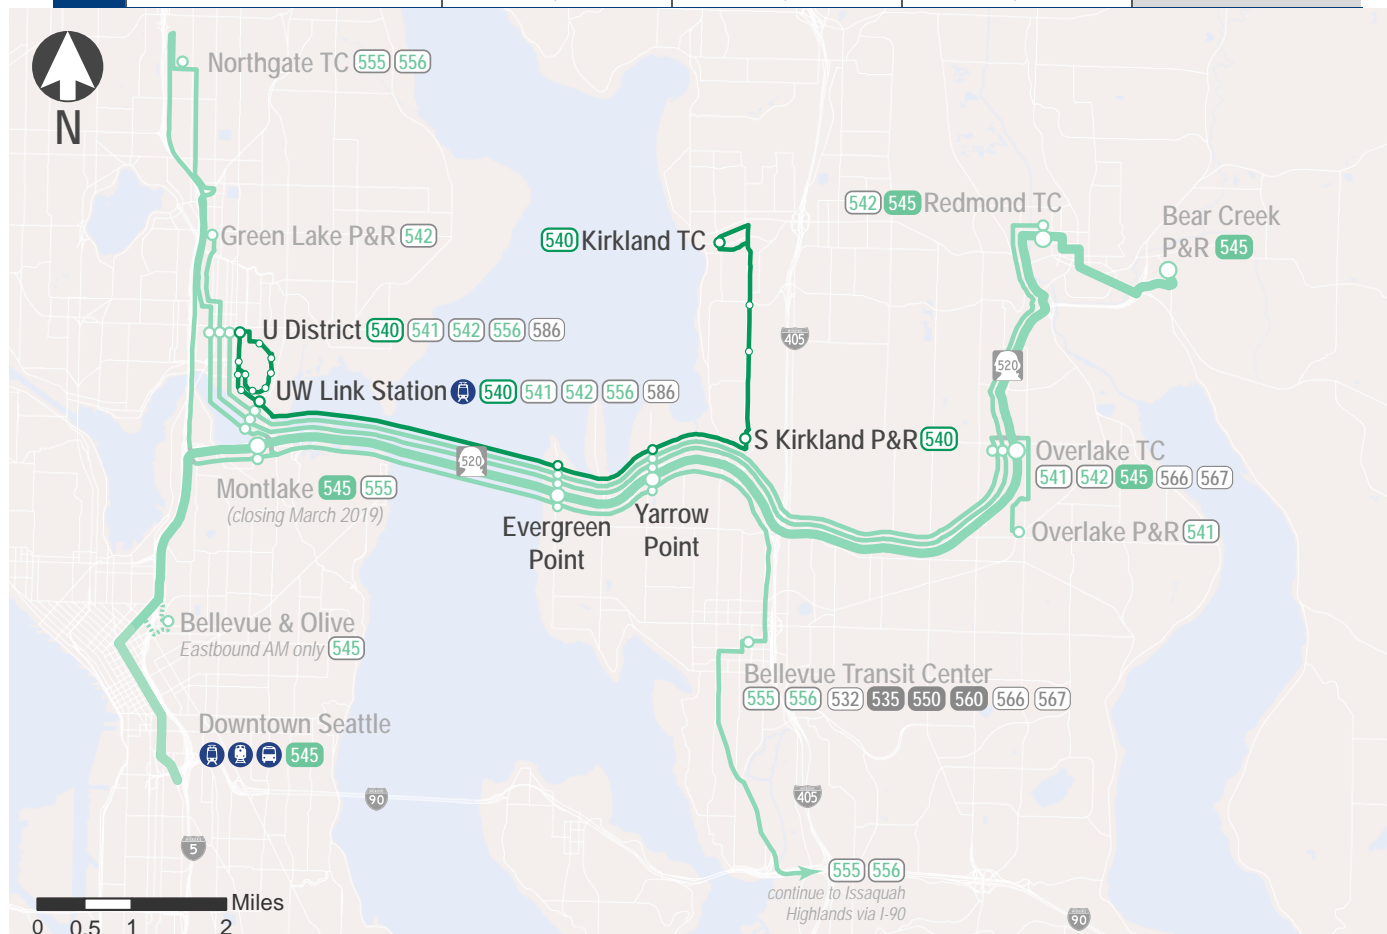 Northgate TC 555 556
N
542 545 Redmond TC
Bear Creek
P&R 545
Green Lake P&R 542
540 Kirkland TC
U District 540 541 542 556 586
405
520
UW Link Station 540 541 542 556 586
S Kirkland P&R 540
520
Overlake TC
541 542 545 566 567
Montlake 545 555
(closing March 2019)
Evergreen
Point
Yarrow
Point
Overlake P&R 541
Bellevue & Olive
Eastbound AM only 545
Bellevue Transit Center
555 556 532 535 550 560 566 567
Downtown Seattle
545
90
405
5
555 556
continue to Issaquah
Highlands via I-90
90
Miles
0 0.5 1 2